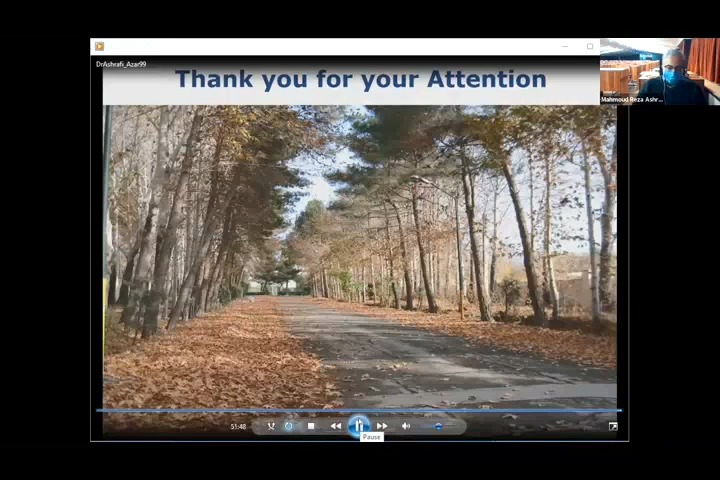 DrAshrafi_Azar99
Thank you for your Attention
Mahmoud Reza Ashr...
51:48
Pause